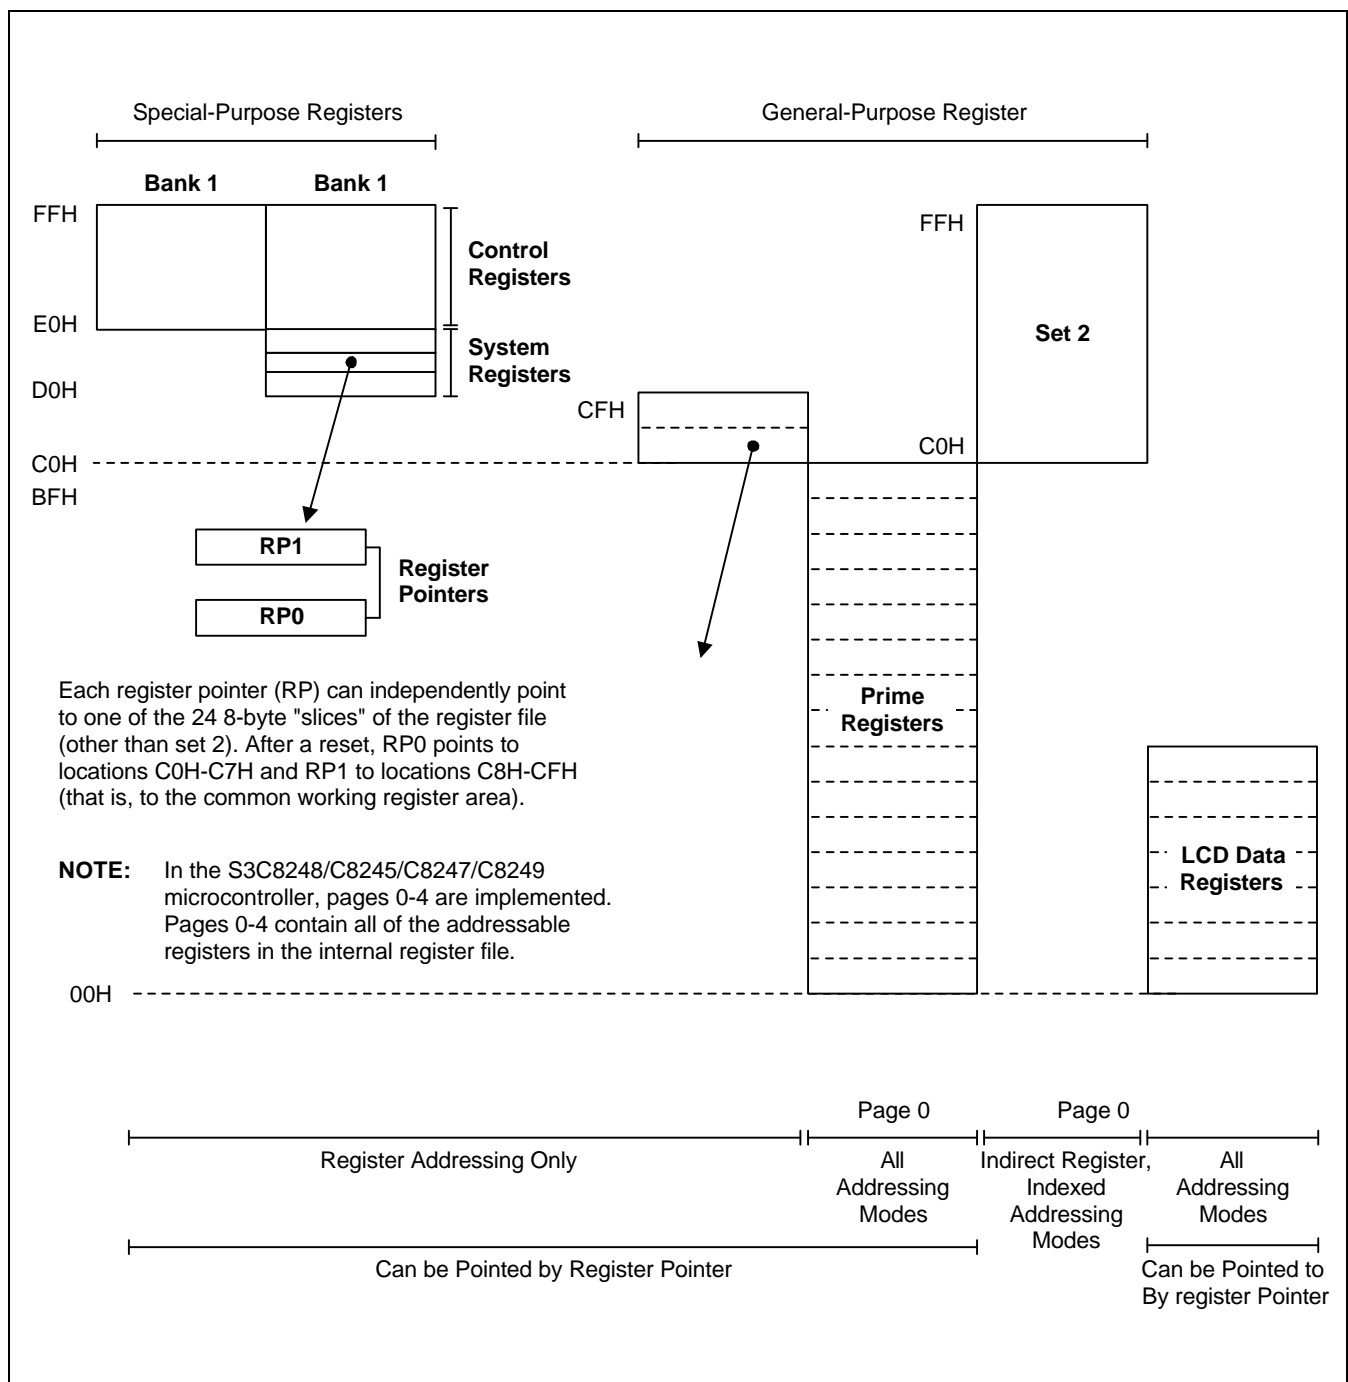 Special-Purpose Registers
General-Purpose Register
Bank 1
Bank 1
FFH
FFH
Control
Registers
E0H
Set 2
System
Registers
D0H
CFH
C0H
C0H
BFH
RP1
Register
Pointers
RP0
Each register pointer (RP) can independently point
to one of the 24 8-byte "slices" of the register file
(other than set 2). After a reset, RP0 points to
locations C0H-C7H and RP1 to locations C8H-CFH
(that is, to the common working register area).
Prime
Registers
LCD Data
Registers
NOTE: In the S3C8248/C8245/C8247/C8249
microcontroller, pages 0-4 are implemented.
Pages 0-4 contain all of the addressable
registers in the internal register file.
00H
Page 0
Page 0
Register Addressing Only
All
Addressing
Modes
Indirect Register,
Indexed
Addressing
Modes
All
Addressing
Modes
Can be Pointed by Register Pointer
Can be Pointed to
By register Pointer